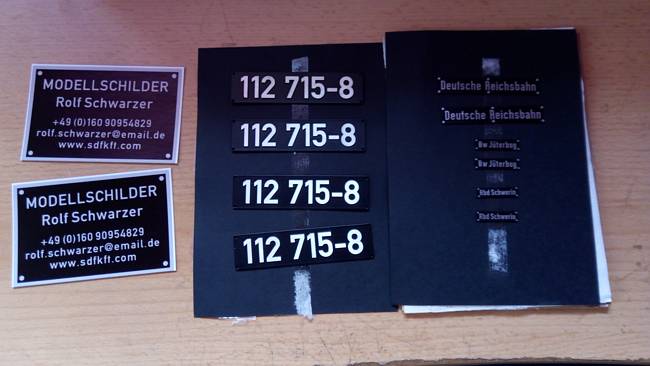 MODELLSCHILDER
Rolf Schwarzer
+49 (0)160 90954829
rolf.schwarzer@email.de
www.sdfkft.com
MODELLSCHILDER
Rolf Schwarzer
+49 (0)160 90954829
rolf.schwarzer@email.de
www.sdfkft.com
112 715-8
112 715-8
112 715-8
112 715-8
Deutsche Reichsbahn
Deutsche Reichsbahn
Bw Jüterbog
Bw Jüterbog
Rbd Schwerin
Rbd Schwerin